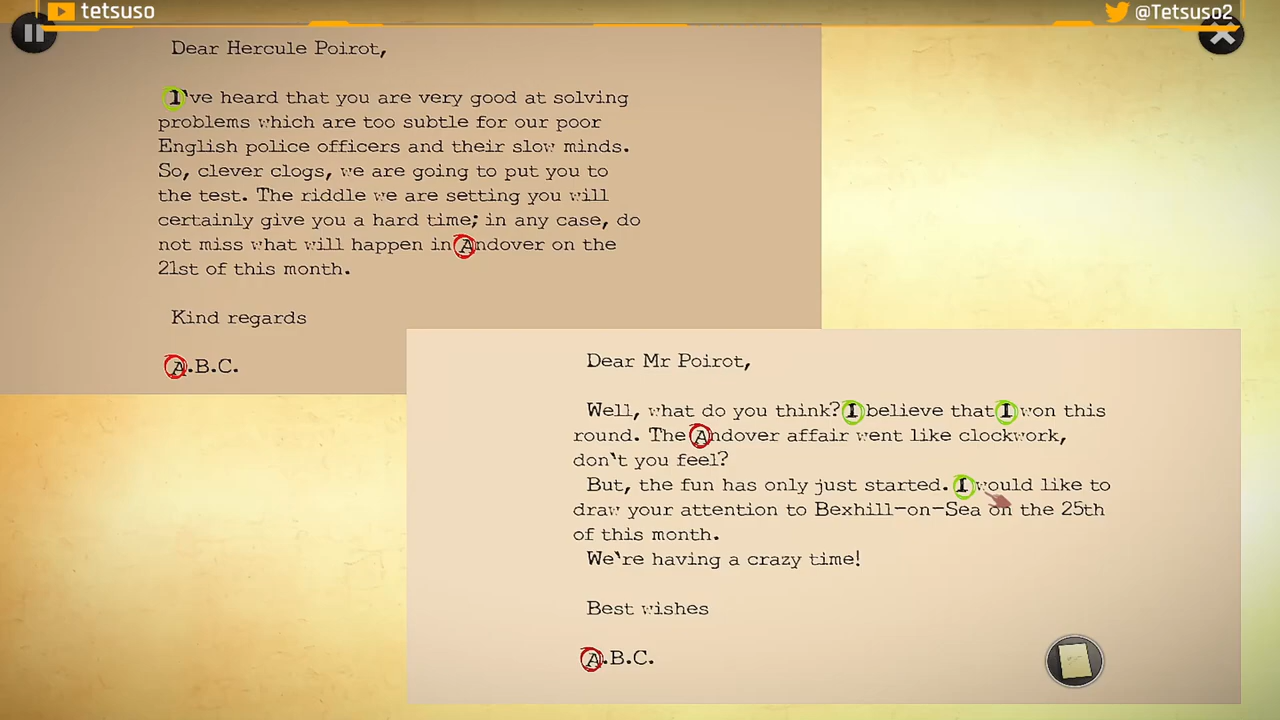 tetsuso
@Tetsuso2
Dear Hercule Poirot,
I've heard that you are very good at solving
problems which are too subtle for our poor
English police officers and their slow minds.
So, clever clogs, we are going to put you to
the test. The riddle we are setting you will
certainly give you a hard time; in any case, do
not miss what will happen in Andover on the
21st of this month.
Kind regards
A.B.C.
Dear Mr Poirot,
Well, what do you think? I believe that I won this
round. The Andover affair went like clockwork,
don't you feel?
But, the fun has only just started. I would like to
draw your attention to Bexhill-on-Sea on the 25th
of this month.
We're having a crazy time!
Best wishes
A.B.C.